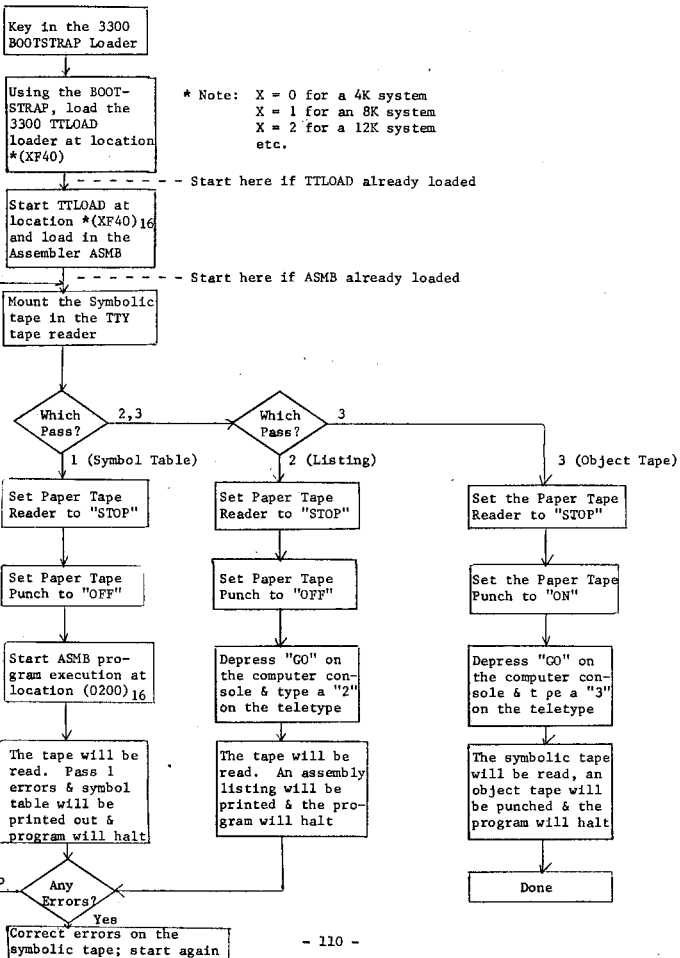 Key in the 3300
BOOTSTRAP Loader
Using the BOOT-
STRAP, load the
3300 TTLOAD
loader at location
*(XF40)
* Note: X = 0 for a 4K system
X = 1 for an 8K system
X = 2 for a 12K system
etc.
Start here if TTLOAD already loaded
Start TTLOAD at
location *(XF40)16
and load in the
Assembler ASMB
Start here if ASMB already loaded
Mount the Symbolic
tape in the TTY
tape reader
Which
Pass?
2,3
Which
Pass?
3
1 (Symbol Table)
2 (Listing)
3 (Object Tape)
Set Paper Tape
Reader to "STOP"
Set Paper Tape
Reader to "STOP"
Set the Paper Tape
Reader to "STOP"
Set Paper Tape
Punch to "OFF"
Set Paper Tape
Punch to "OFF"
Set the Paper Tape
Punch to "ON"
Start ASMB pro-
gram execution at
location (0200)16
Depress "GO" on
the computer con-
sole & type a "2"
on the teletype
Depress "GO" on
the computer con-
sole & t pe a "3"
on the teletype
The tape will be
read. Pass 1
errors & symbol
table will be
printed out &
program will halt
The tape will be
read. An assembly
listing will be
printed & the pro-
gram will halt
The symbolic tape
will be read, an
object tape will
be punched & the
program will halt
Any
Errors?
Yes
Done
Correct errors on the
symbolic tape; start again
- 110 -